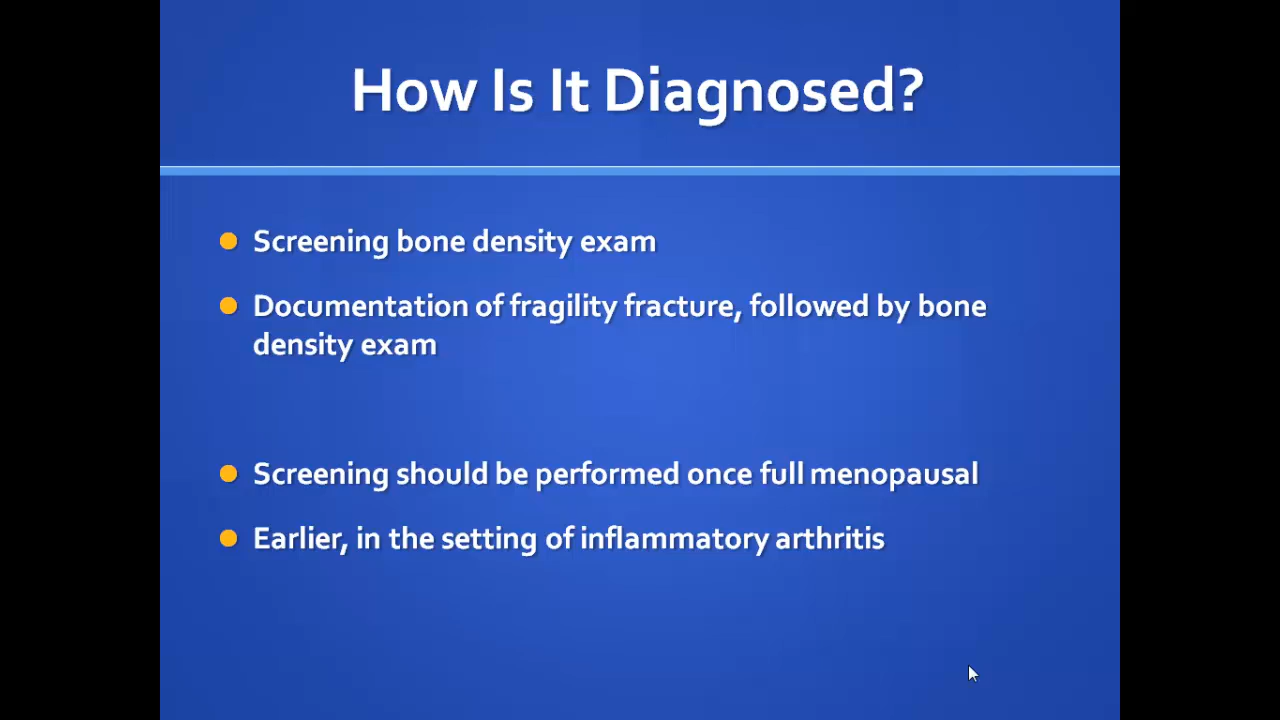 How Is It Diagnosed?
Screening bone density exam
Documentation of fragility fracture, followed by bone
density exam
Screening should be performed once full menopausal
Earlier, in the setting of inflammatory arthritis